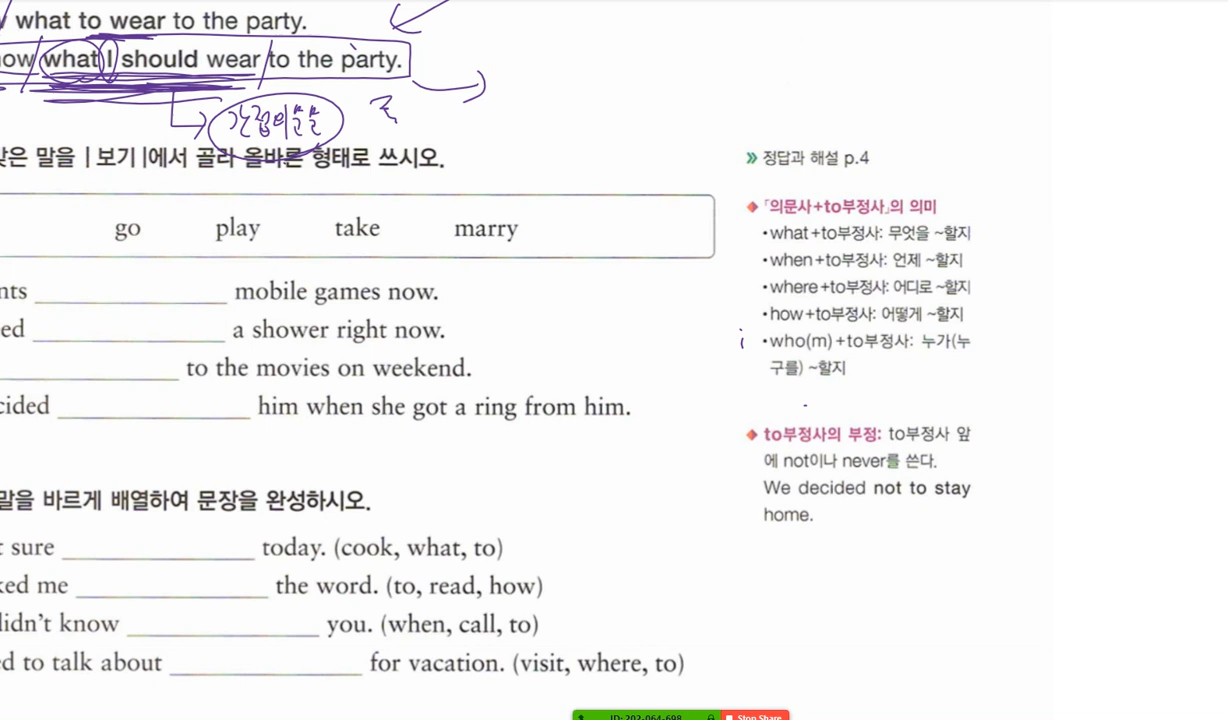 what to wear to the party.
what I should wear to the party.
간접의문문
맞은 말을 |보기|에서 골라 올바른 형태로 쓰시오.
go play take marry
mobile games now.
a shower right now.
to the movies on weekend.
him when she got a ring from him.
말을 바르게 배열하여 문장을 완성하시오.
sure today. (cook, what, to)
me the word. (to, read, how)
didn't know you. (when, call, to)
to talk about for vacation. (visit, where, to)
» 정답과 해설 p.4
◆ 「의문사+to부정사」의 의미
•what+to부정사: 무엇을 ~할지
•when+to부정사: 언제 ~할지
•where+to부정사: 어디로 ~할지
•how+to부정사: 어떻게 ~할지
•who(m)+to부정사: 누가(누
구를) ~할지
◆ to부정사의 부정: to부정사 앞
에 not이나 never를 쓴다.
We decided not to stay
home.
ID: 202-064-698 Stop Share